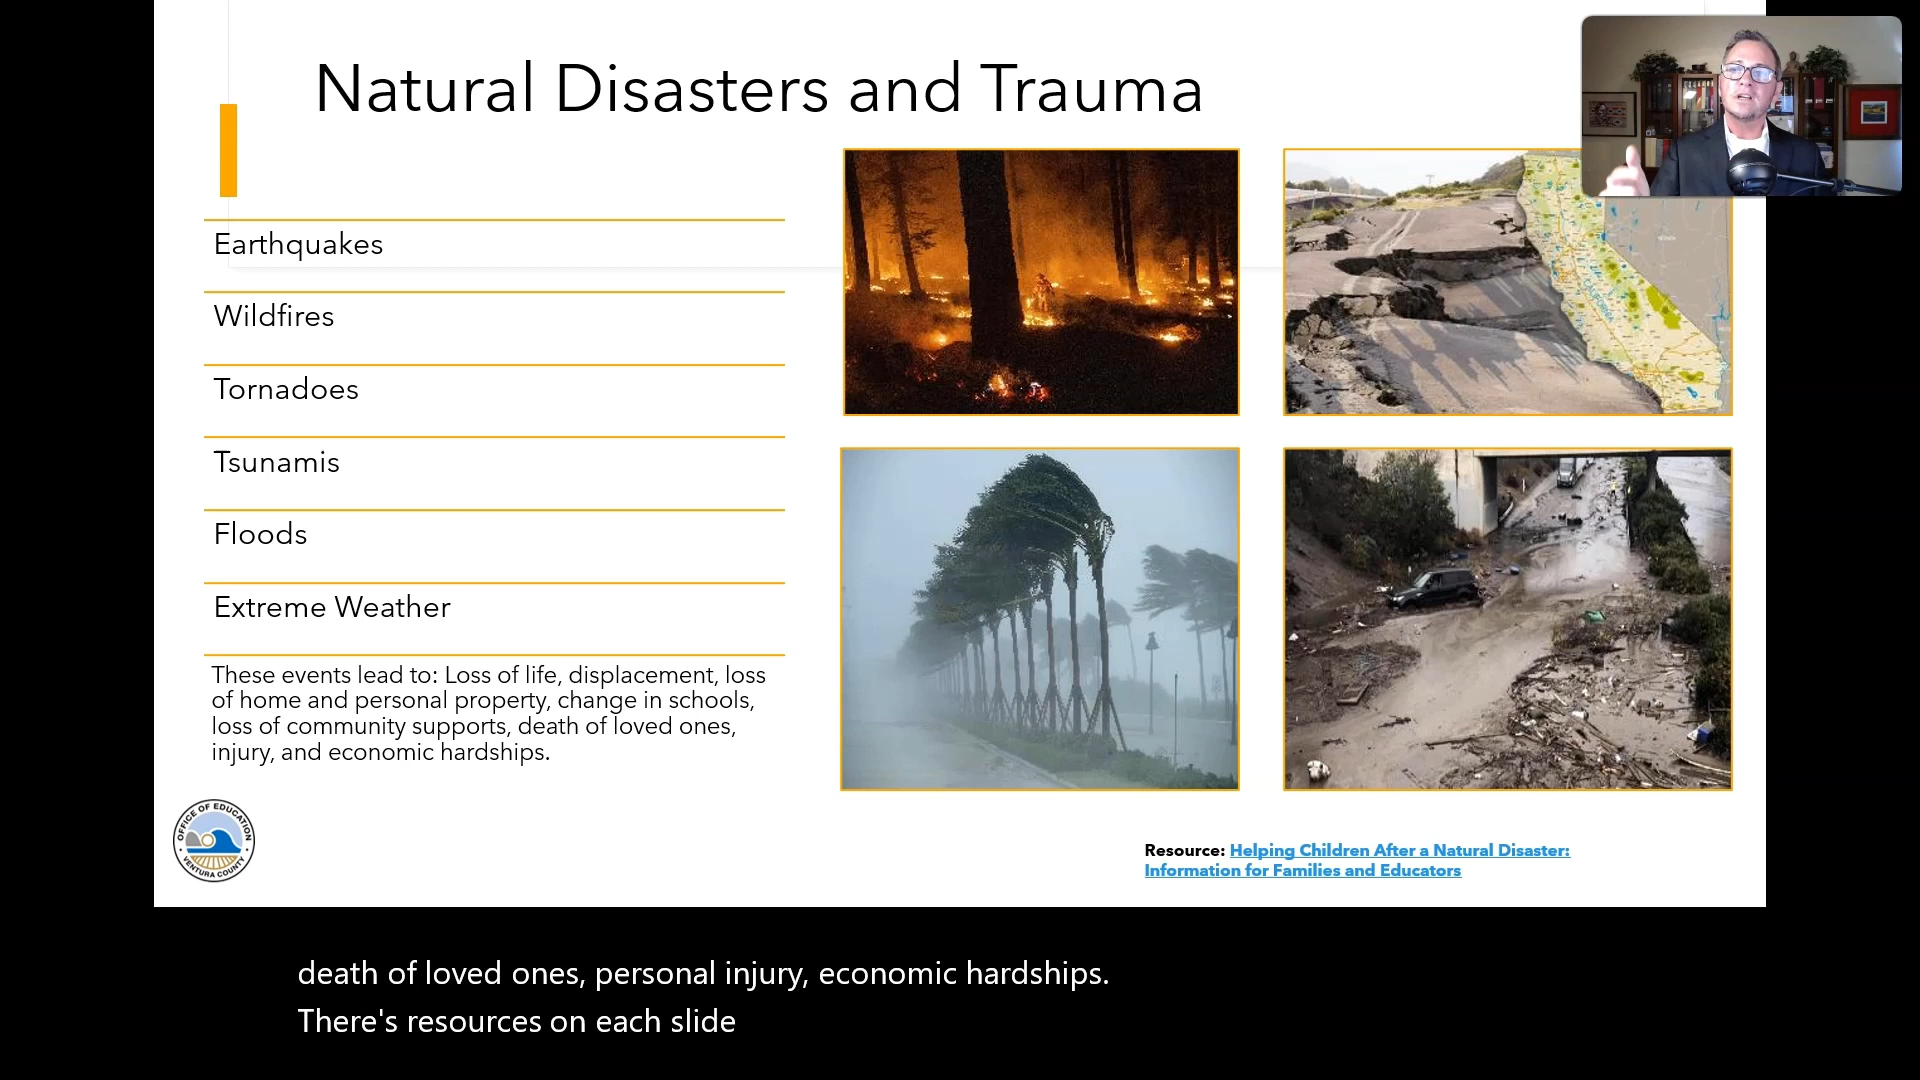 Natural Disasters and Trauma
Earthquakes
Wildfires
Tornadoes
Tsunamis
Floods
Extreme Weather
These events lead to: Loss of life, displacement, loss
of home and personal property, change in schools,
loss of community supports, death of loved ones,
injury, and economic hardships.
OFFICE OF EDUCATION
VENTURA COUNTY
CALIFORNIA
Resource: Helping Children After a Natural Disaster:
Information for Families and Educators
death of loved ones, personal injury, economic hardships.
There's resources on each slide